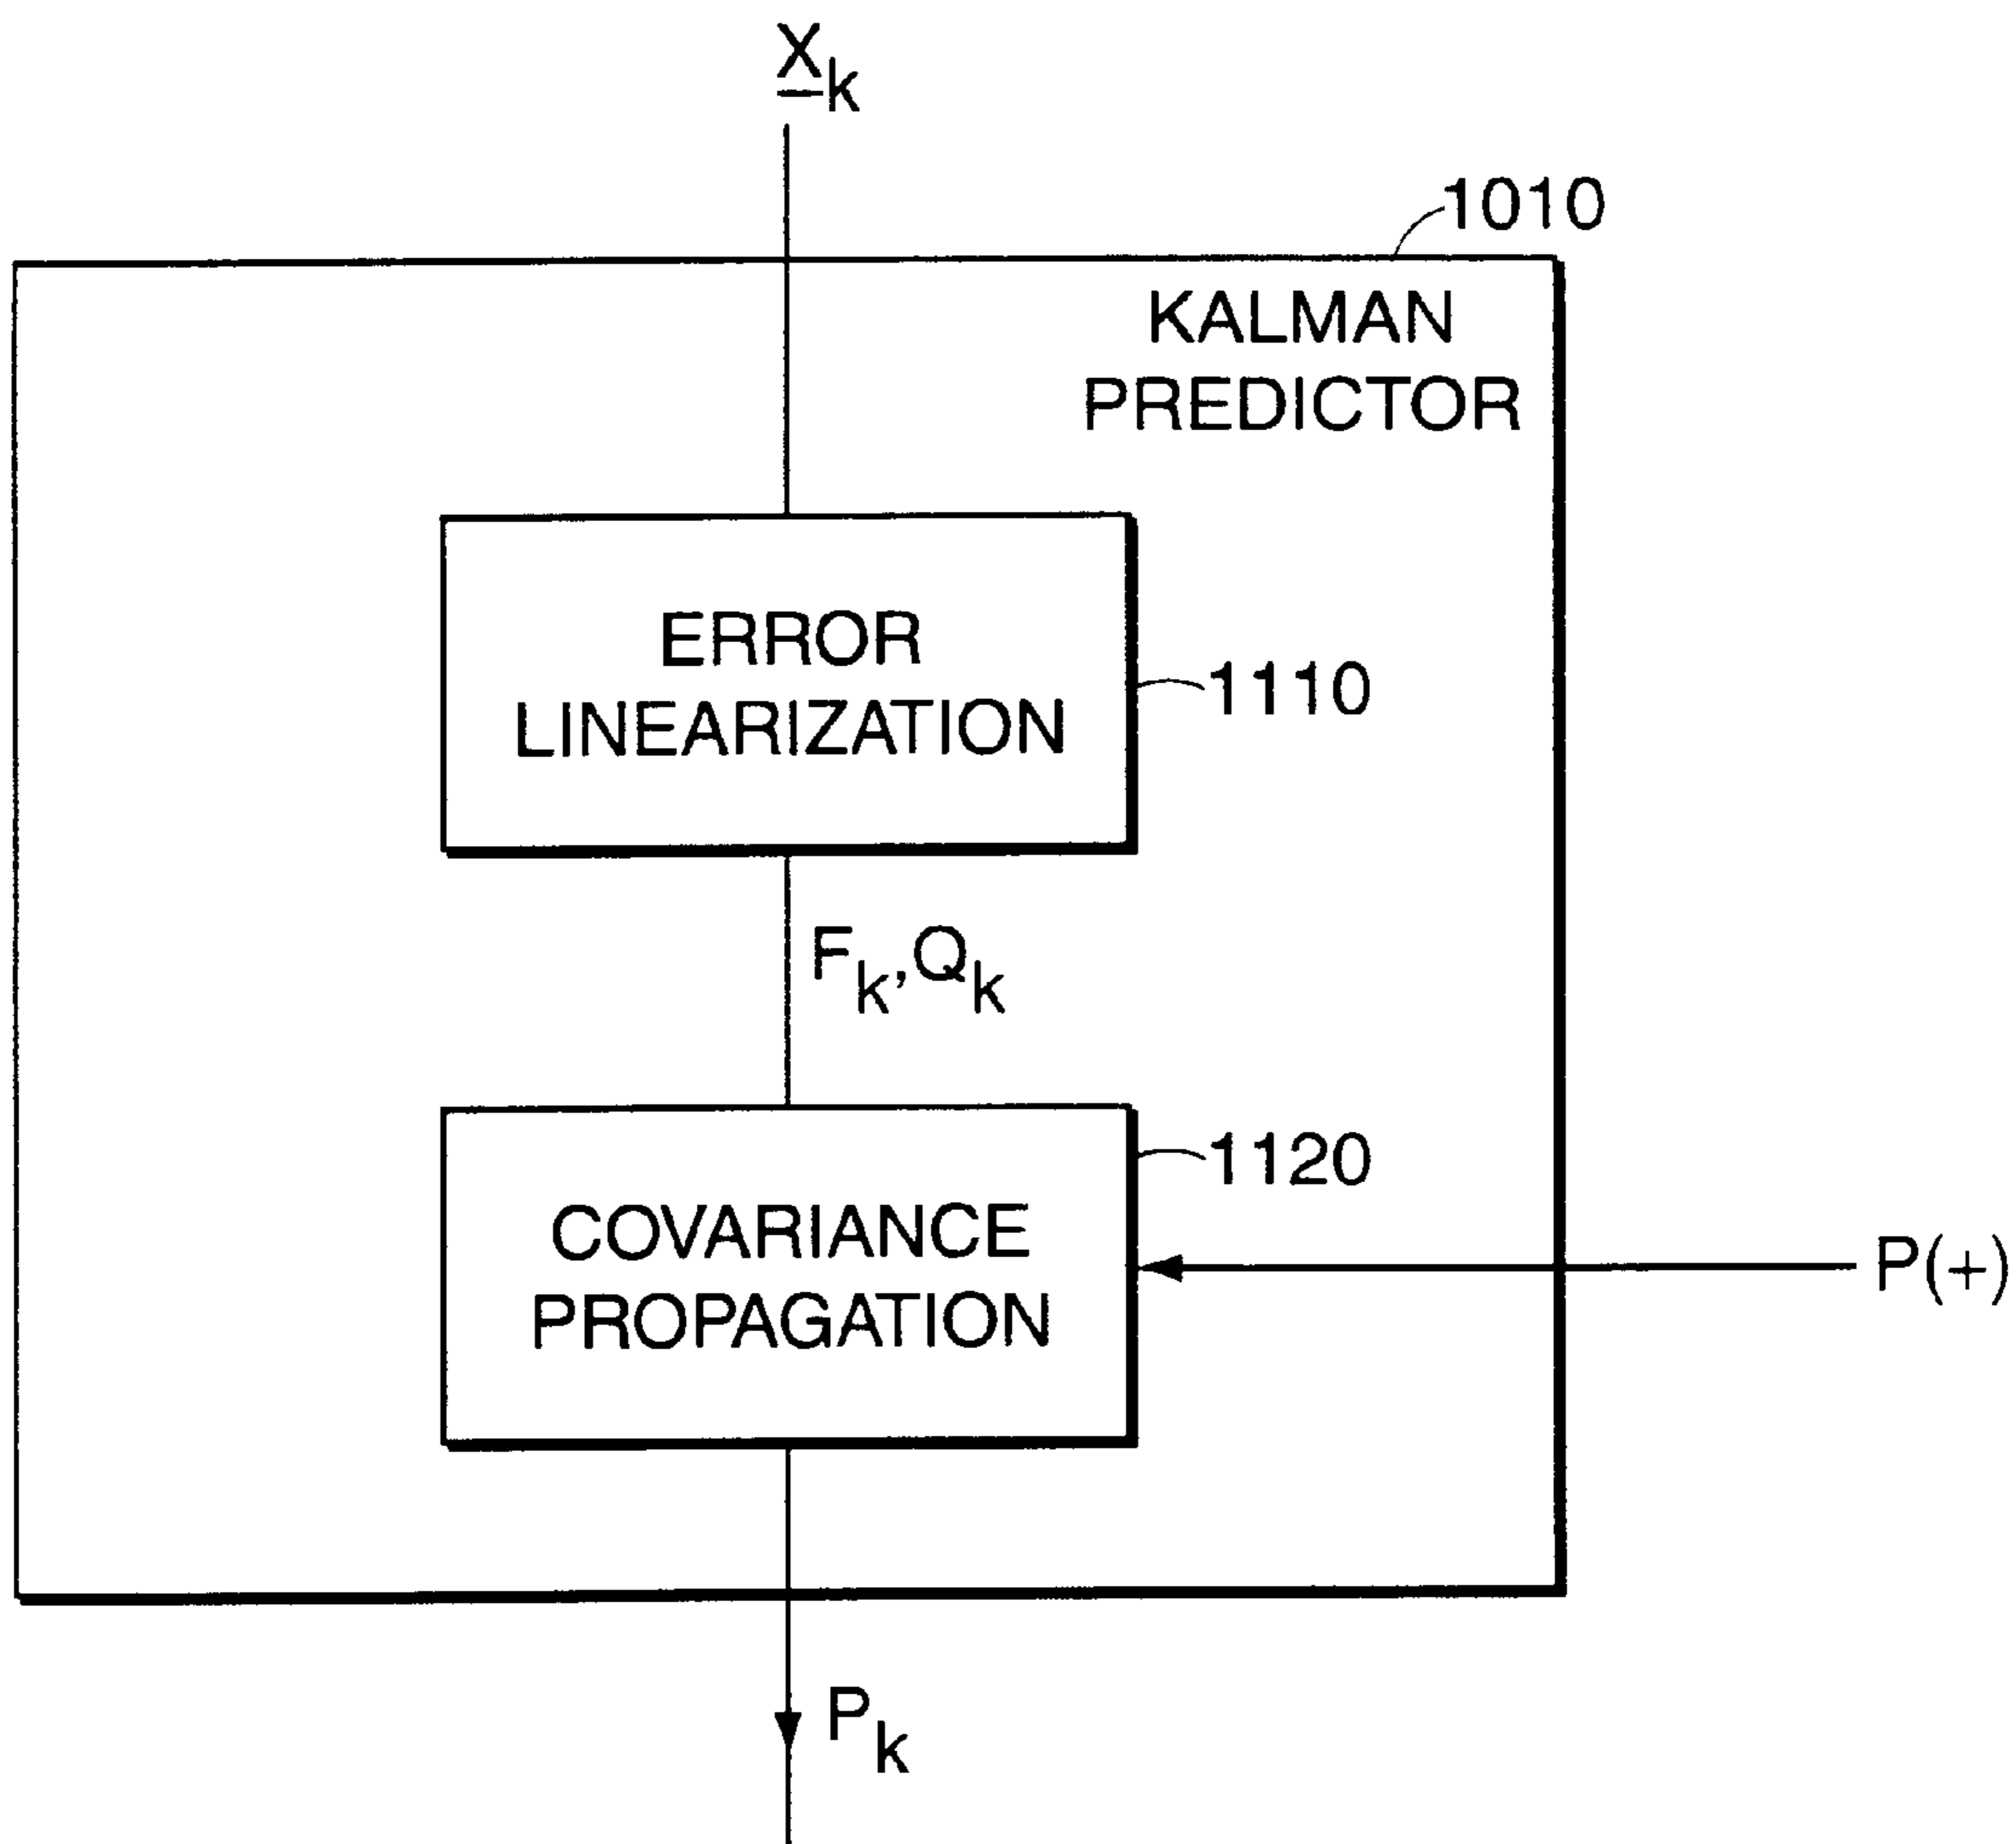 X_k
1010
KALMAN
PREDICTOR
ERROR
LINEARIZATION
1110
F_k,Q_k
1120
COVARIANCE
PROPAGATION
P(+)
P_k